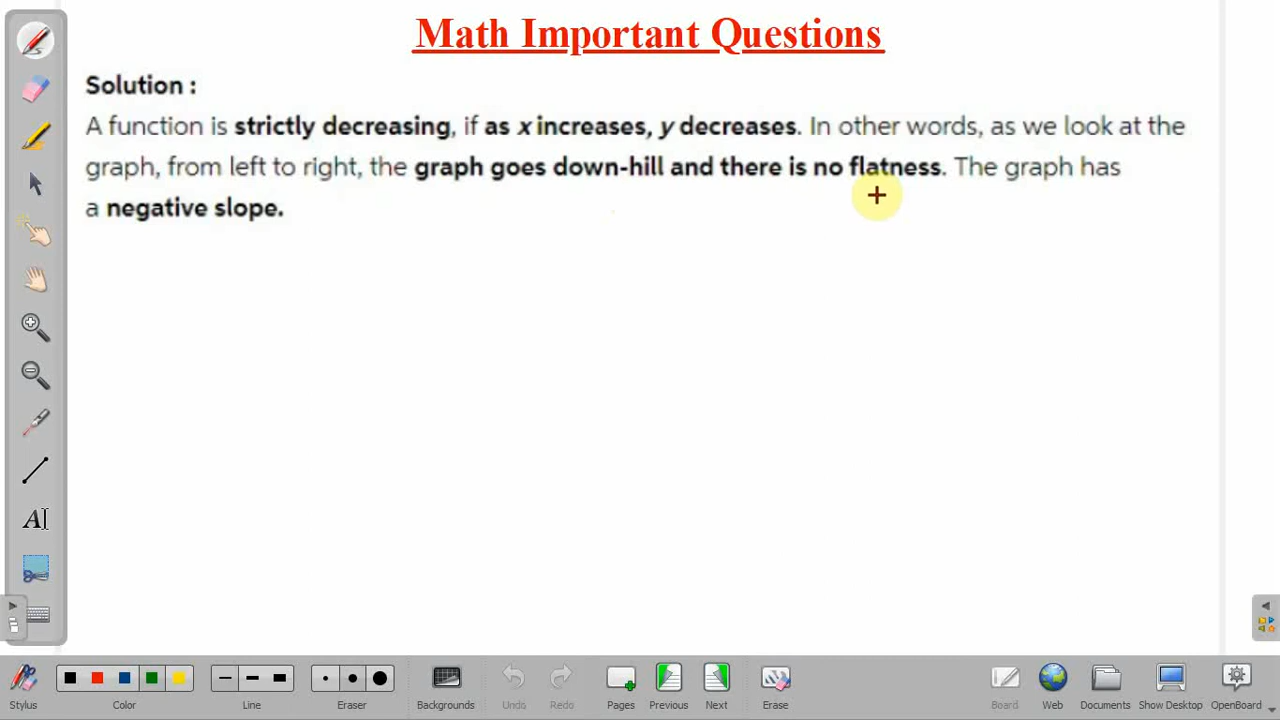 Math Important Questions
Solution :
A function is strictly decreasing, if as x increases, y decreases. In other words, as we look at the
graph, from left to right, the graph goes down-hill and there is no flatness. The graph has
a negative slope.
A
Stylus
Color
Line
Eraser
Backgrounds
Undo
Redo
Pages
Previous
Next
Erase
Board
Web
Documents
Show Desktop
OpenBoard